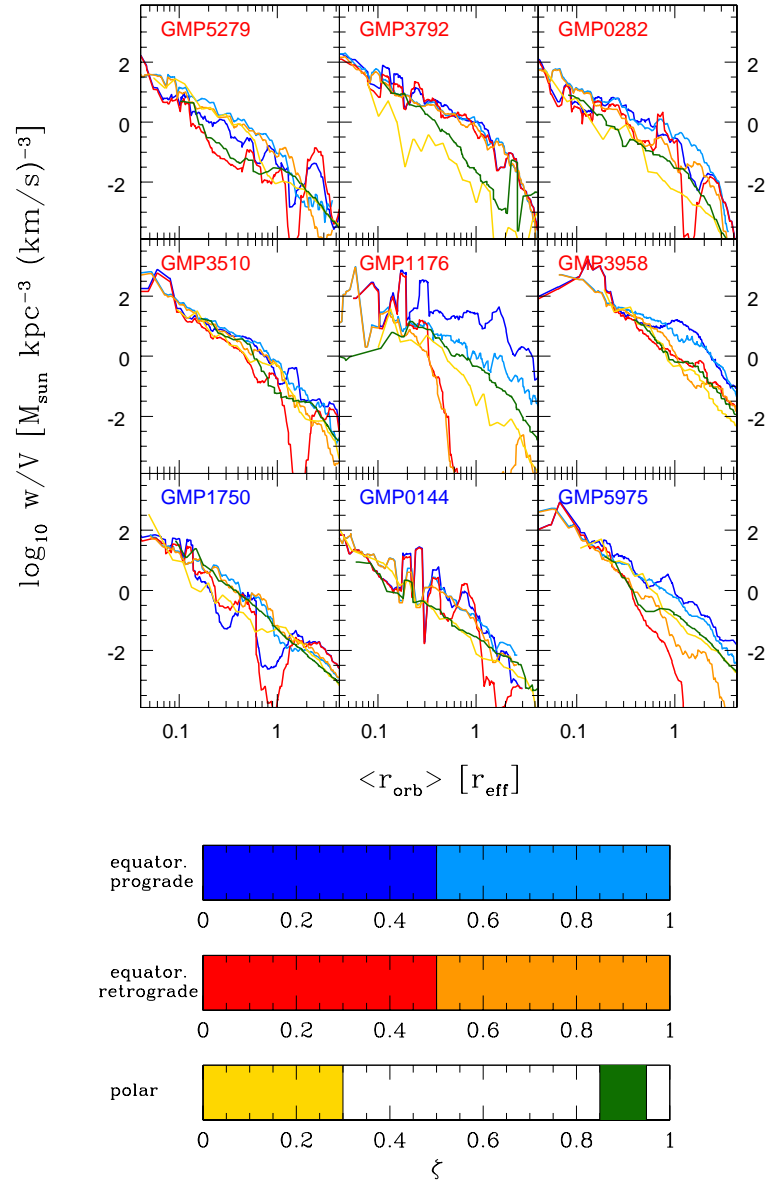 GMP5279 GMP3792 GMP0282
2 2
0 0
-2 -2
GMP3510 GMP1176 GMP3958
2 2
0 0
-2 -2
GMP1750 GMP0144 GMP5975
2 2
0 0
-2 -2
0.1 1 0.1 1 0.1 1
log₁₀ w/V [M_sun kpc⁻³ (km/s)⁻³]
<r_orb> [r_eff]
equator.
prograde
0 0.2 0.4 0.6 0.8 1
equator.
retrograde
0 0.2 0.4 0.6 0.8 1
polar
0 0.2 0.4 0.6 0.8 1
ζ